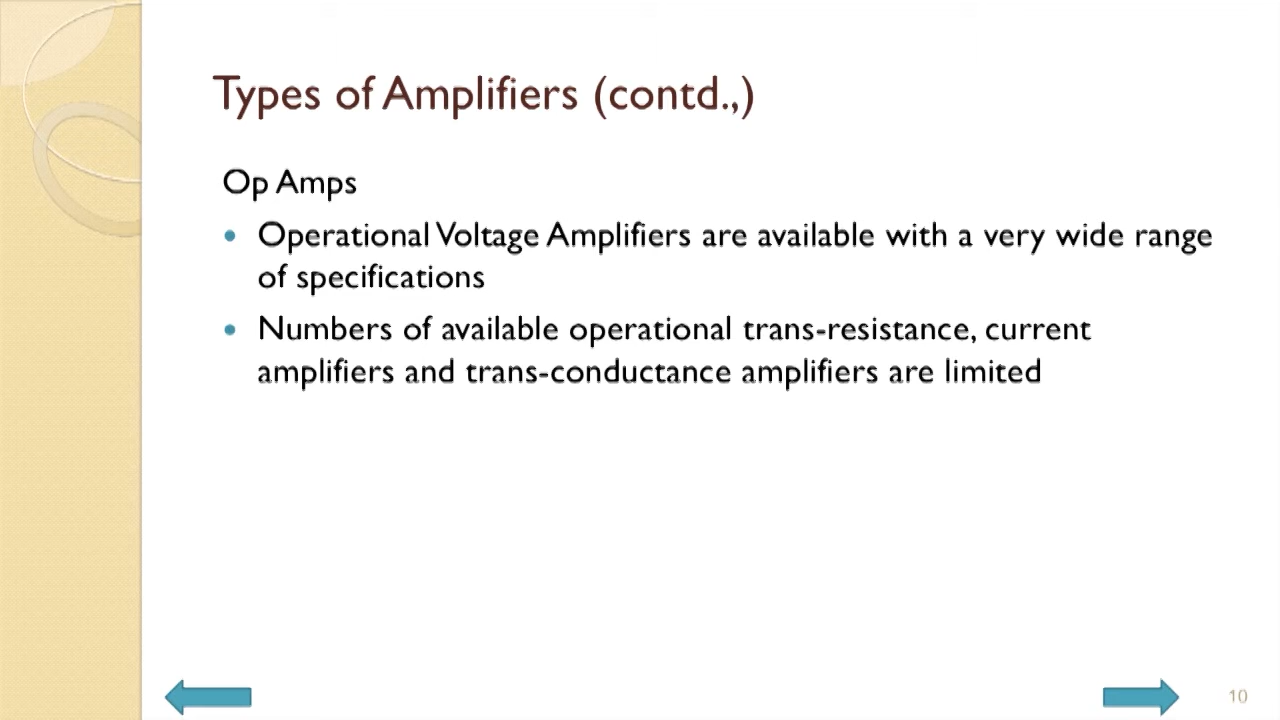 Types of Amplifiers (contd.,)
Op Amps
• Operational Voltage Amplifiers are available with a very wide range
of specifications
• Numbers of available operational trans-resistance, current
amplifiers and trans-conductance amplifiers are limited
10